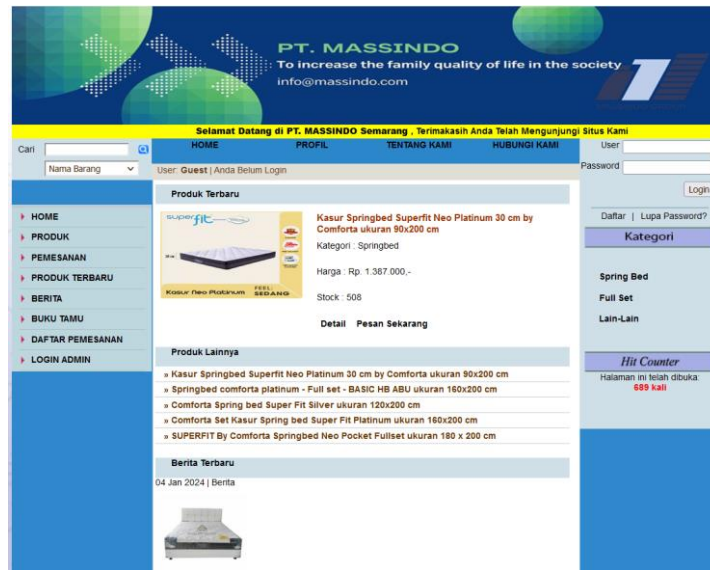 PT. MASSINDO
To increase the family quality of life in the society
info@massindo.com
Selamat Datang di PT. MASSINDO Semarang , Terimakasih Anda Telah Mengunjungi Situs Kami
Cari
Nama Barang
HOME
PRODUK
PEMESANAN
PRODUK TERBARU
BERITA
BUKU TAMU
DAFTAR PEMESANAN
LOGIN ADMIN
HOME PROFIL TENTANG KAMI HUBUNGI KAMI
User: Guest | Anda Belum Login
Produk Terbaru
superfit
Kasur Neo Platinum
FEEL:
SEDANG
Kasur Springbed Superfit Neo Platinum 30 cm by
Comforta ukuran 90x200 cm
Kategori : Springbed
Harga : Rp. 1.387.000,-
Stock : 508
Detail Pesan Sekarang
Produk Lainnya
» Kasur Springbed Superfit Neo Platinum 30 cm by Comforta ukuran 90x200 cm
» Springbed comforta platinum - Full set - BASIC HB ABU ukuran 160x200 cm
» Comforta Spring bed Super Fit Silver ukuran 120x200 cm
» Comforta Set Kasur Spring bed Super Fit Platinum ukuran 160x200 cm
» SUPERFIT By Comforta Springbed Neo Pocket Fullset ukuran 180 x 200 cm
Berita Terbaru
04 Jan 2024 | Berita
User
Password
Login
Daftar | Lupa Password?
Kategori
Spring Bed
Full Set
Lain-Lain
Hit Counter
Halaman ini telah dibuka:
689 kali